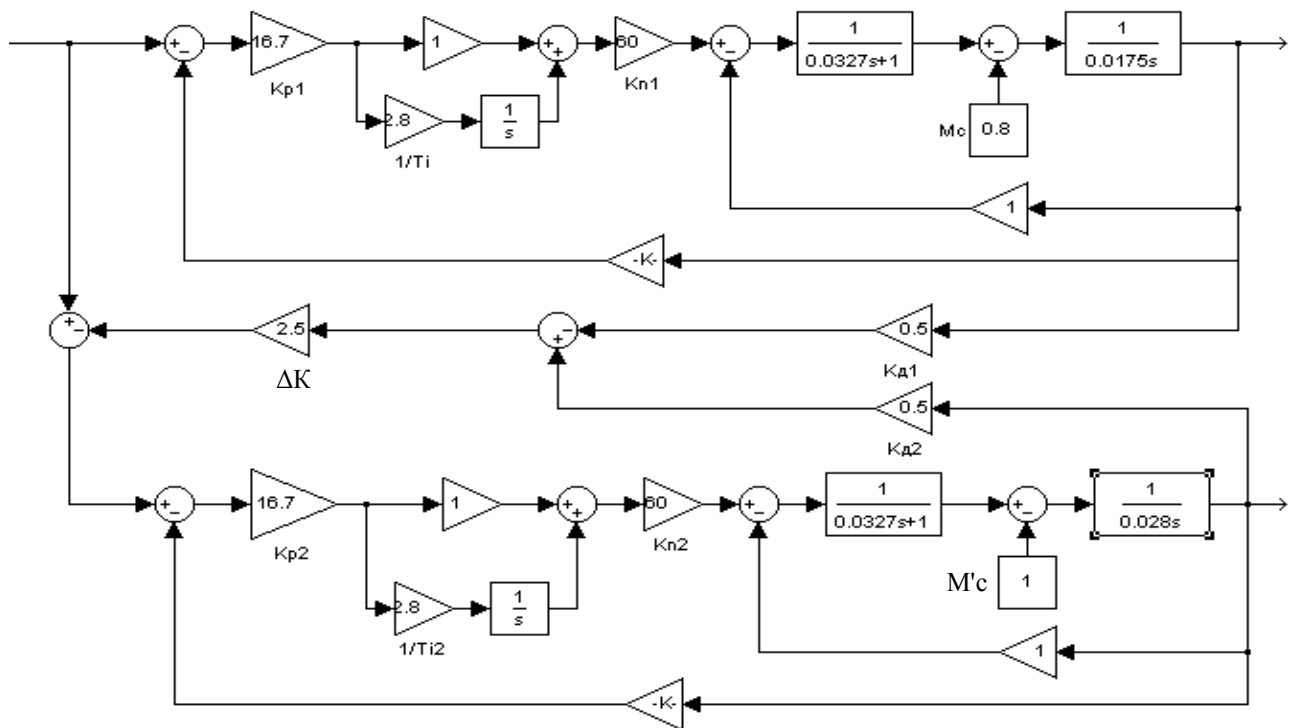 + -
16.7
Kp1
1
+ +
60
Kn1
+ -
1
0.0327s+1
+ -
1
0.0175s
2.8
1/Ti
1
s
Mc
0.8
1
-K-
+ -
2.5
ΔK
+ -
0.5
Кд1
0.5
Кд2
+ -
16.7
Kp2
1
+ +
60
Kn2
+ -
1
0.0327s+1
+ -
1
0.028s
2.8
1/Ti2
1
s
M'c
1
1
-K-